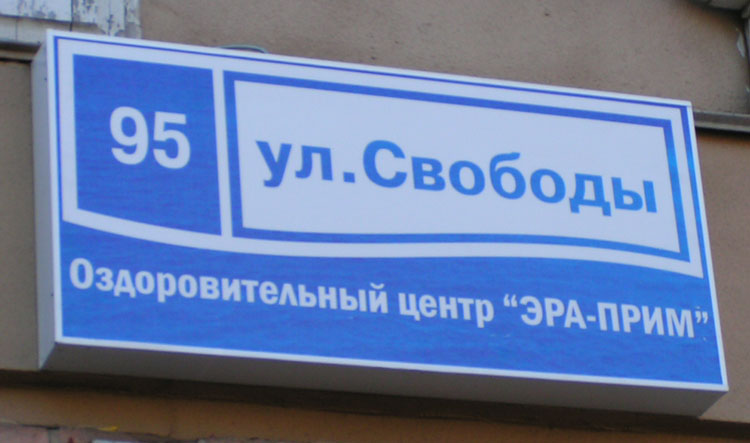 95
ул.Свободы
Оздоровительный центр "ЭРА-ПРИМ"